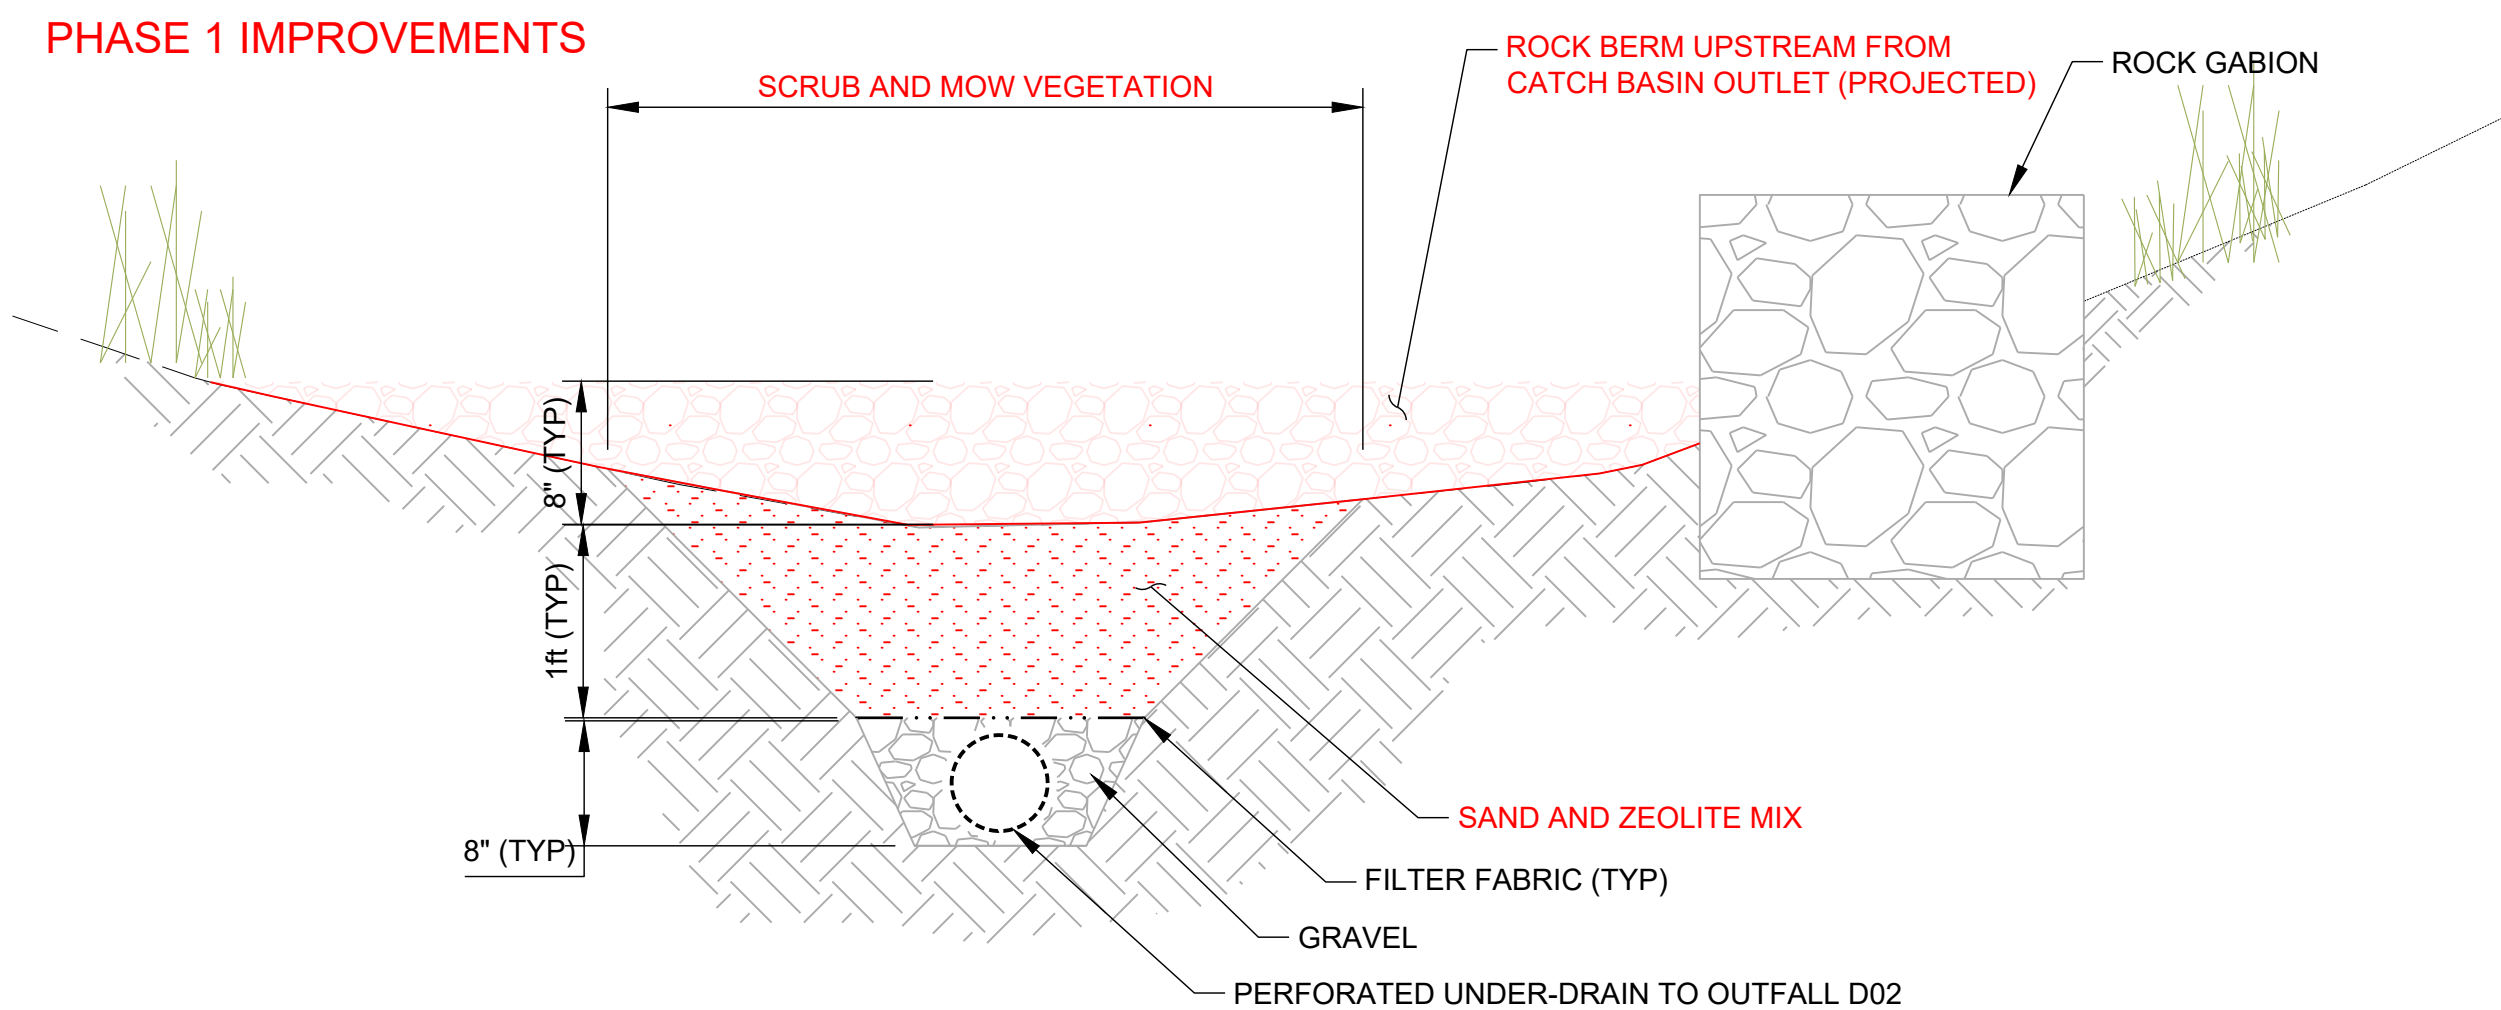 PHASE 1 IMPROVEMENTS
SCRUB AND MOW VEGETATION
ROCK BERM UPSTREAM FROM
CATCH BASIN OUTLET (PROJECTED)
ROCK GABION
8" (TYP)
1ft (TYP)
8" (TYP)
SAND AND ZEOLITE MIX
FILTER FABRIC (TYP)
GRAVEL
PERFORATED UNDER-DRAIN TO OUTFALL D02